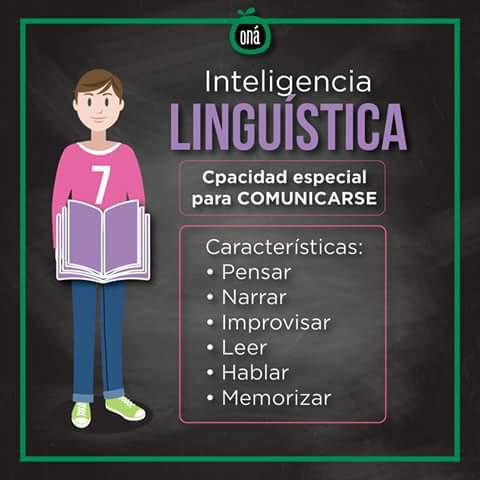 oná
Inteligencia
LINGUÍSTICA
Cpacidad especial
para COMUNICARSE
7
Características:
• Pensar
• Narrar
• Improvisar
• Leer
• Hablar
• Memorizar